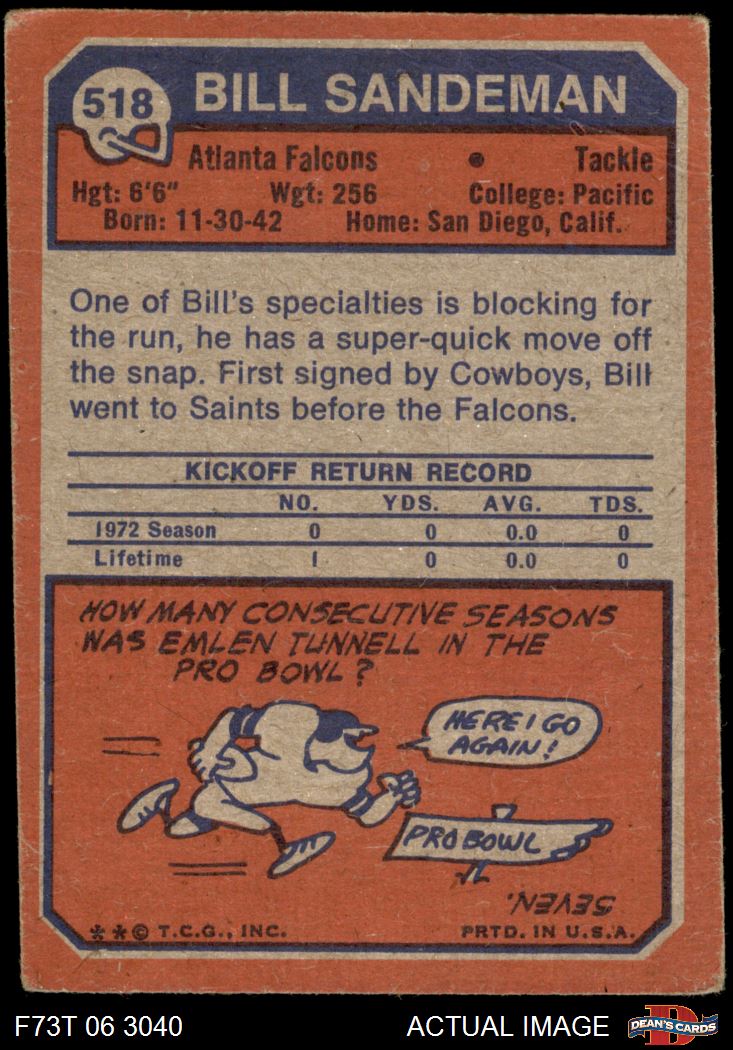 518 BILL SANDEMAN
Atlanta Falcons • Tackle
Hgt: 6'6" Wgt: 256 College: Pacific
Born: 11-30-42 Home: San Diego, Calif.
One of Bill's specialties is blocking for
the run, he has a super-quick move off
the snap. First signed by Cowboys, Bill
went to Saints before the Falcons.
KICKOFF RETURN RECORD
NO. YDS. AVG. TDS.
1972 Season 0 0 0.0 0
Lifetime 1 0 0.0 0
HOW MANY CONSECUTIVE SEASONS
WAS EMLEN TUNNELL IN THE
PRO BOWL?
HERE I GO
AGAIN!
PRO BOWL
SEVEN.
**© T.C.G., INC. PRTD. IN U.S.A.
F73T 06 3040 ACTUAL IMAGE D DEAN'S CARDS